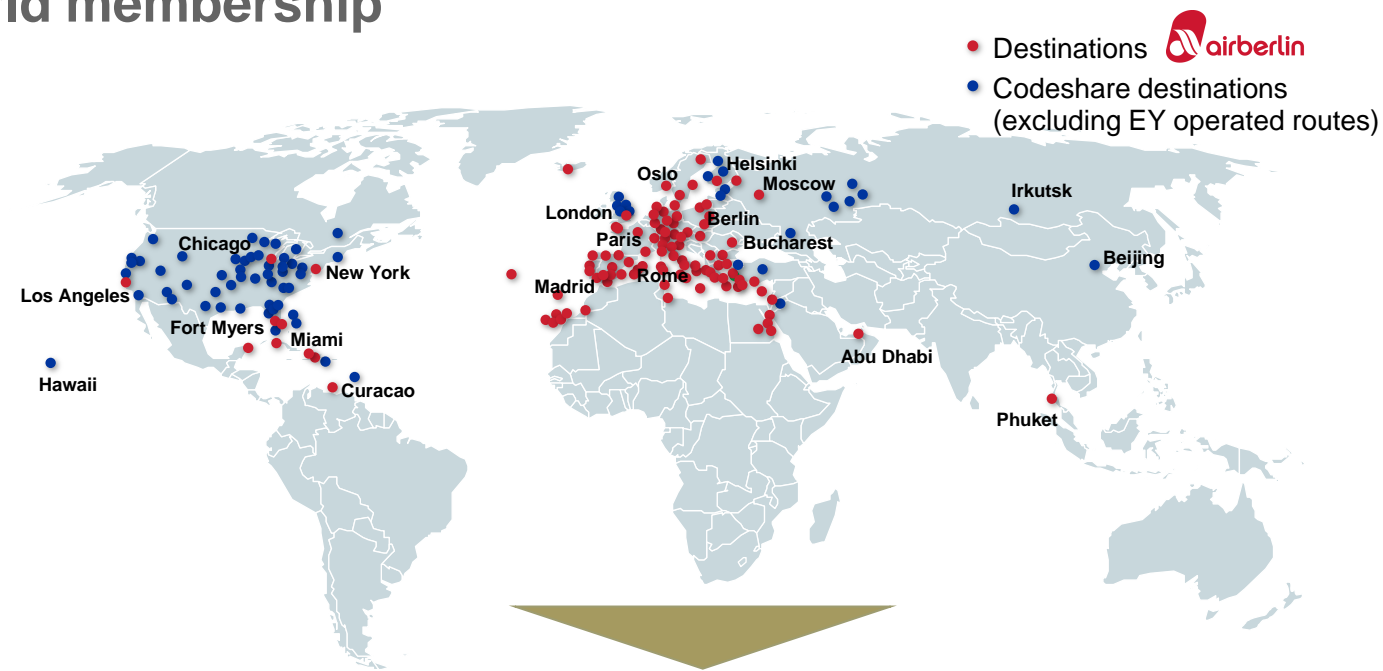 ld membership
Destinations airberlin
Codeshare destinations
(excluding EY operated routes)
Oslo
Helsinki
Moscow
Irkutsk
London
Berlin
Chicago
Paris
Bucharest
Beijing
New York
Rome
Madrid
Los Angeles
Fort Myers
Miami
Abu Dhabi
Hawaii
Curacao
Phuket